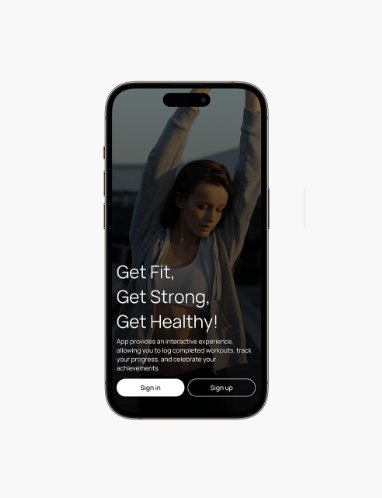 Get Fit,
Get Strong,
Get Healthy!
App provides an interactive experience,
allowing you to log completed workouts, track
your progress, and celebrate your
achievements.
Sign in
Sign up